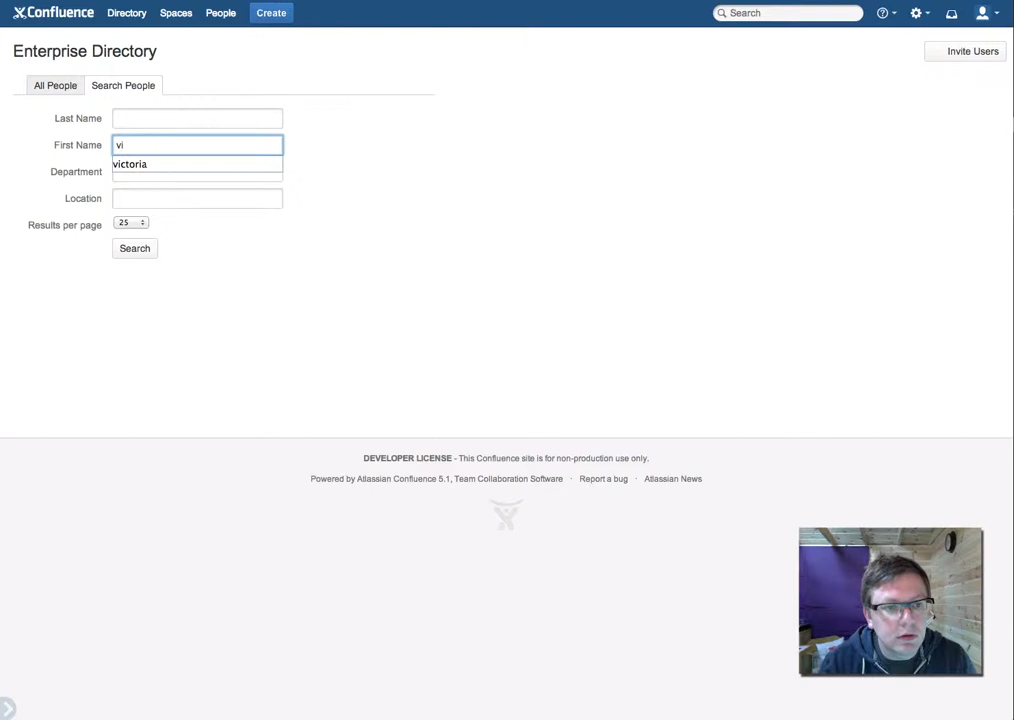 Confluence Directory Spaces People Create Search
Enterprise Directory
Invite Users
All People Search People
Last Name
First Name vi
victoria
Department
Location
Results per page 25
Search
DEVELOPER LICENSE - This Confluence site is for non-production use only.
Powered by Atlassian Confluence 5.1, Team Collaboration Software · Report a bug · Atlassian News